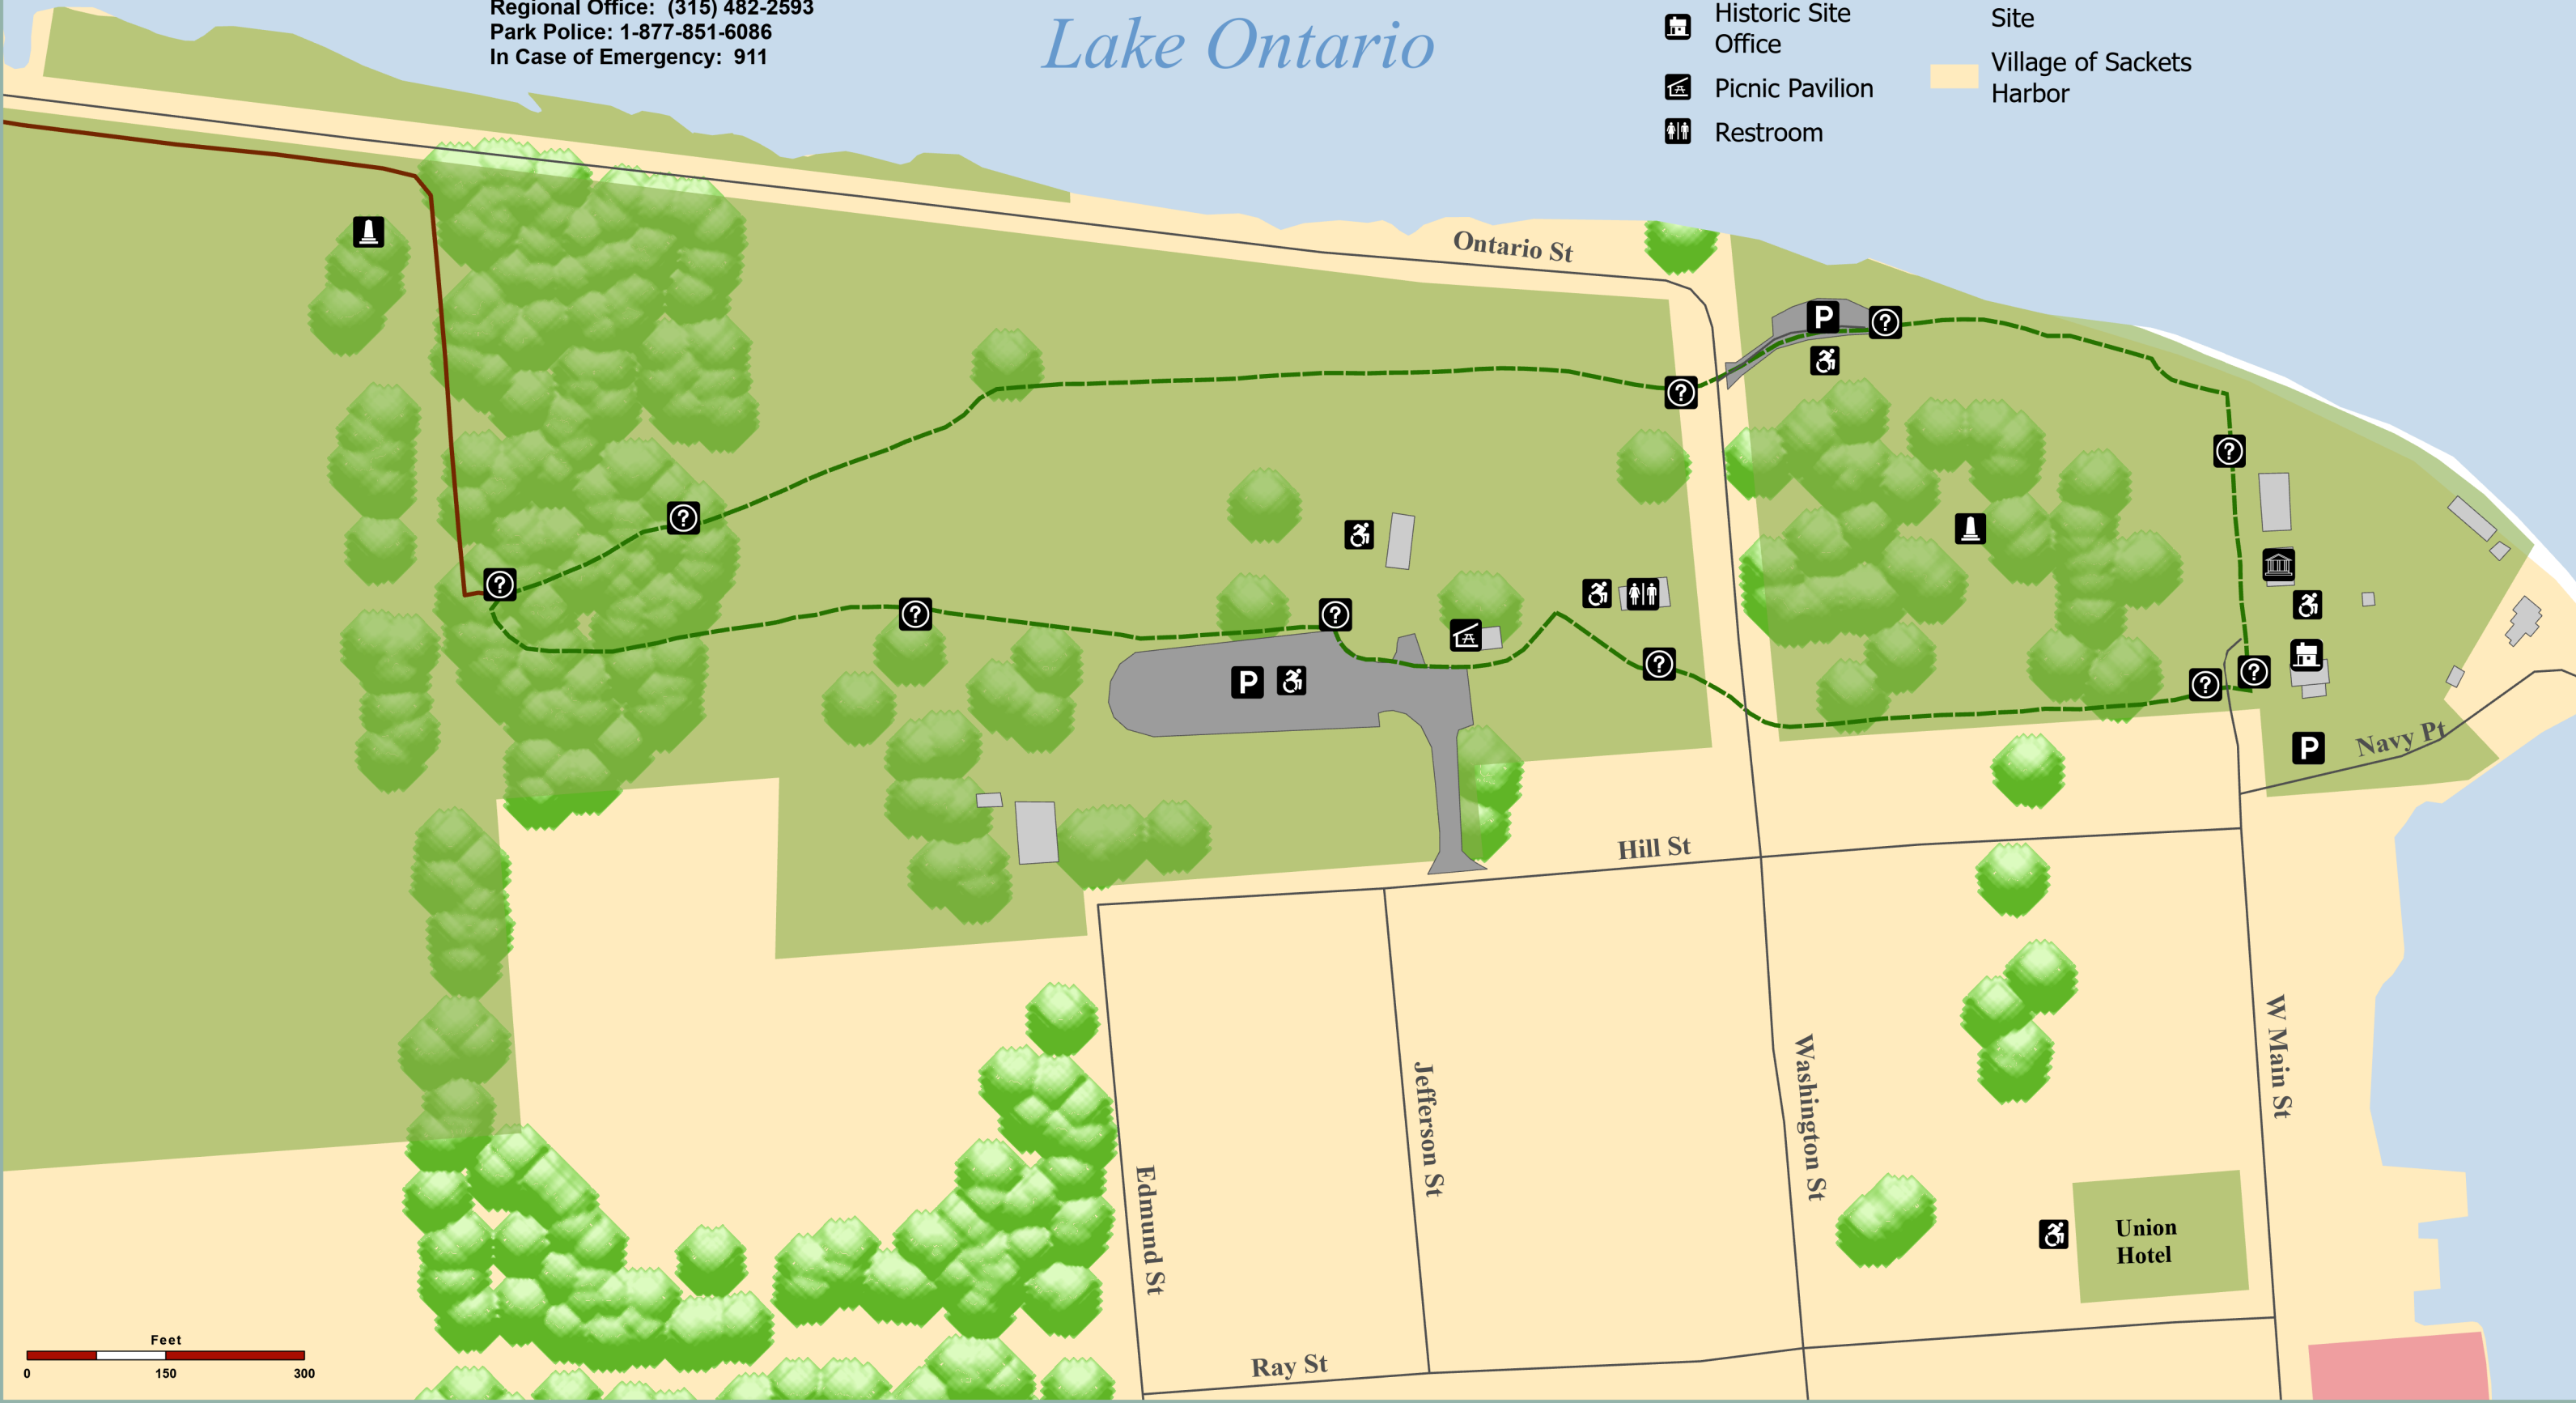 Regional Office:  (315) 482-2593
Park Police: 1-877-851-6086
In Case of Emergency:  911
Lake Ontario
Historic Site
Office
Picnic Pavilion
Restroom
Site
Village of Sackets
Harbor
Ontario St
P
?
?
?
?
?
?
?
?
P
?
?
?
Navy Pt
P
Hill St
W Main St
Washington St
Jefferson St
Edmund St
Union
Hotel
Ray St
Feet
0 150 300